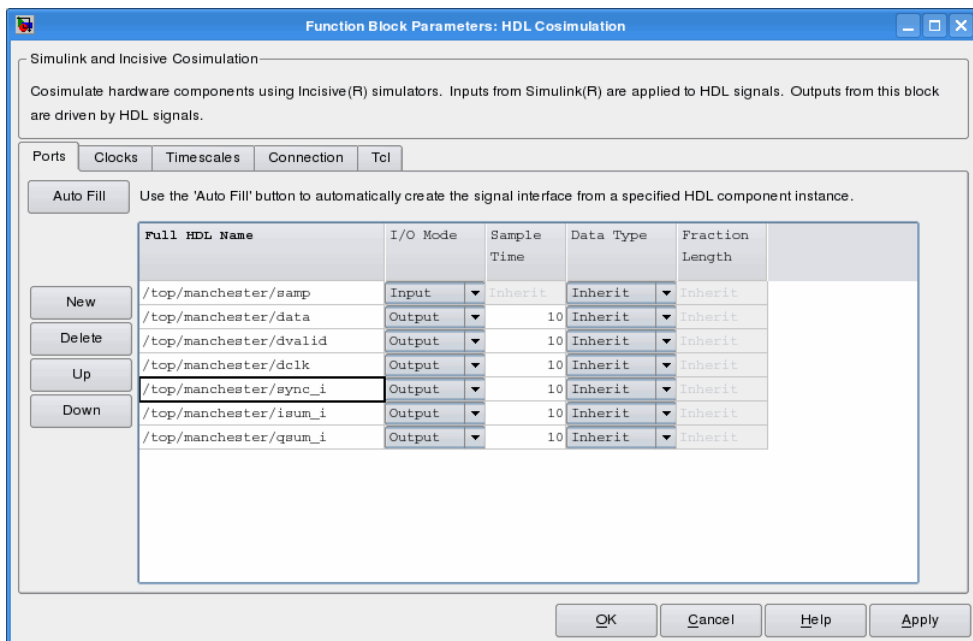 Function Block Parameters: HDL Cosimulation
Simulink and Incisive Cosimulation
Cosimulate hardware components using Incisive(R) simulators. Inputs from Simulink(R) are applied to HDL signals. Outputs from this block
are driven by HDL signals.
Ports Clocks Timescales Connection Tcl
Auto Fill Use the 'Auto Fill' button to automatically create the signal interface from a specified HDL component instance.
Full HDL Name I/O Mode Sample Time Data Type Fraction Length
/top/manchester/samp Input Inherit Inherit Inherit
/top/manchester/data Output 10 Inherit Inherit
/top/manchester/dvalid Output 10 Inherit Inherit
/top/manchester/dclk Output 10 Inherit Inherit
/top/manchester/sync_i Output 10 Inherit Inherit
/top/manchester/isum_i Output 10 Inherit Inherit
/top/manchester/qsum_i Output 10 Inherit Inherit
New
Delete
Up
Down
OK Cancel Help Apply